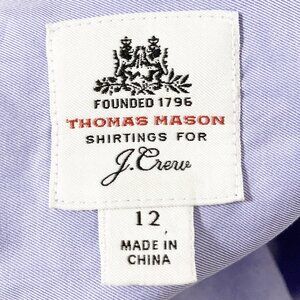 FOUNDED 1796
THOMAS MASON
SHIRTINGS FOR
J.Crew
12
MADE IN
CHINA